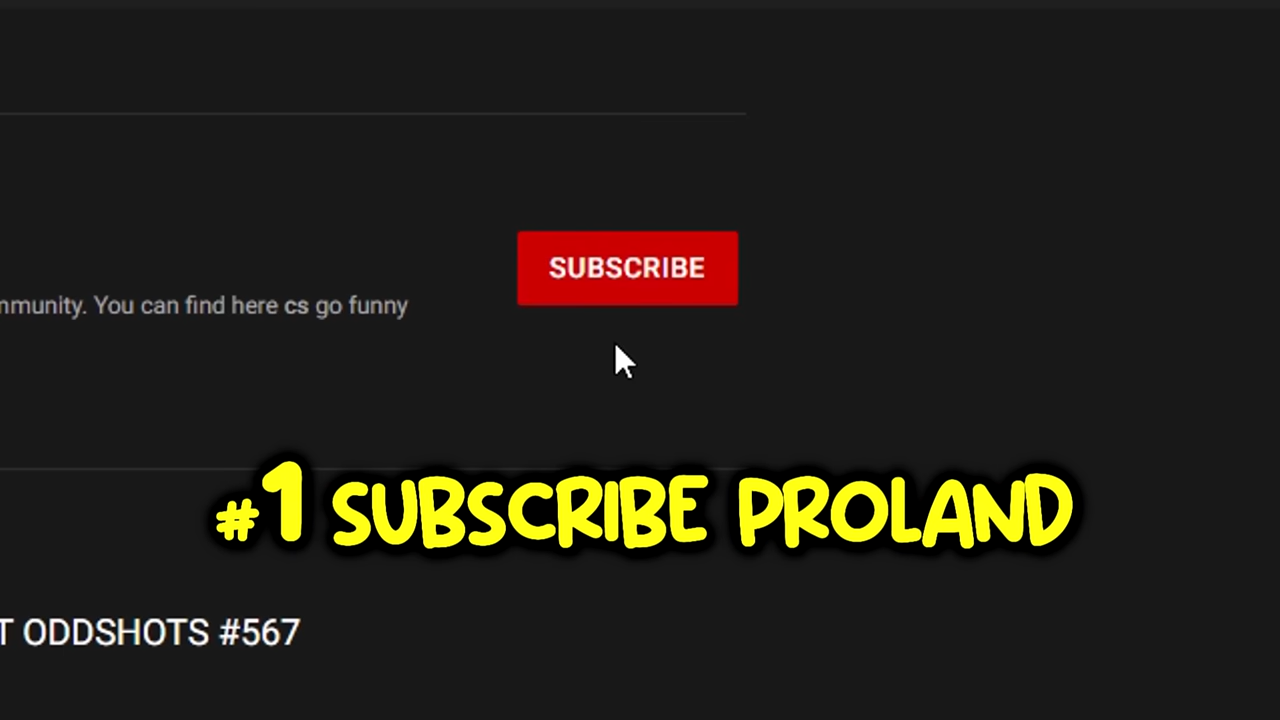 SUBSCRIBE
mmunity. You can find here cs go funny
#1 SUBSCRIBE PROLAND
T ODDSHOTS #567